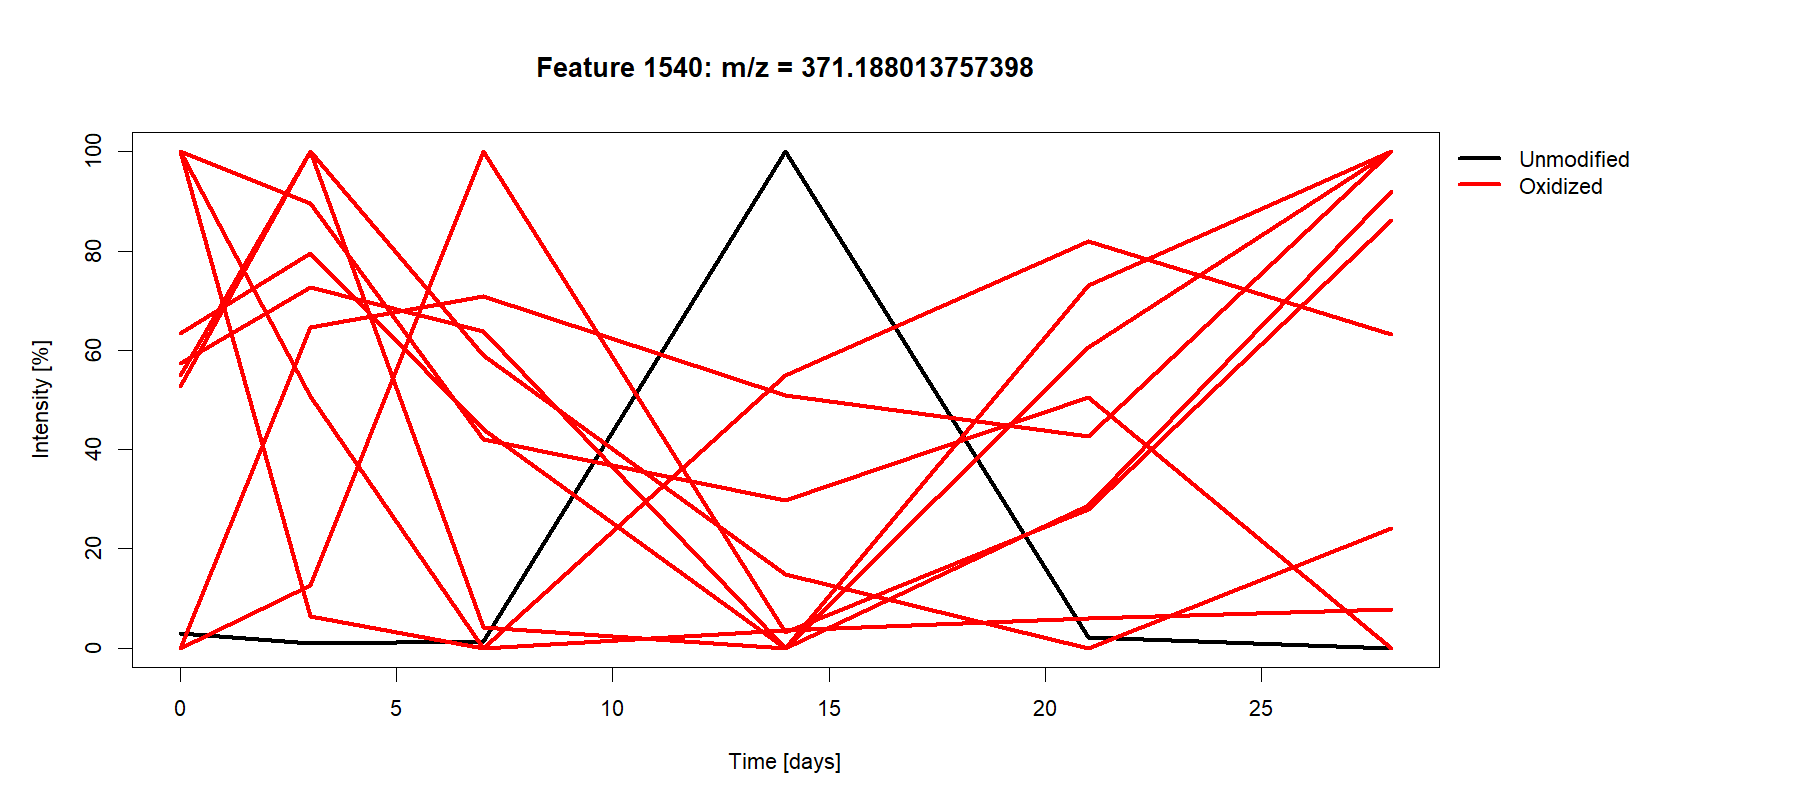 Feature 1540: m/z = 371.188013757398
Unmodified
Oxidized
Intensity [%]
100
80
60
40
20
0
0 5 10 15 20 25
Time [days]